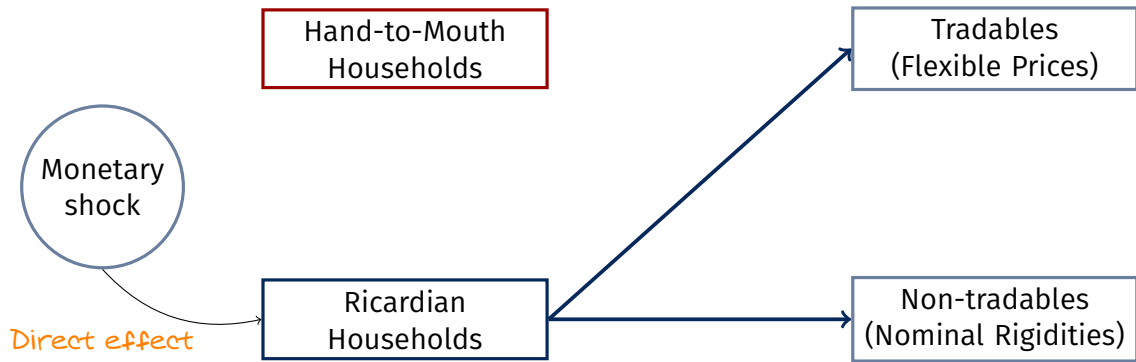 Hand-to-Mouth
Households
Tradables
(Flexible Prices)
Monetary
shock
Direct effect
Ricardian
Households
Non-tradables
(Nominal Rigidities)